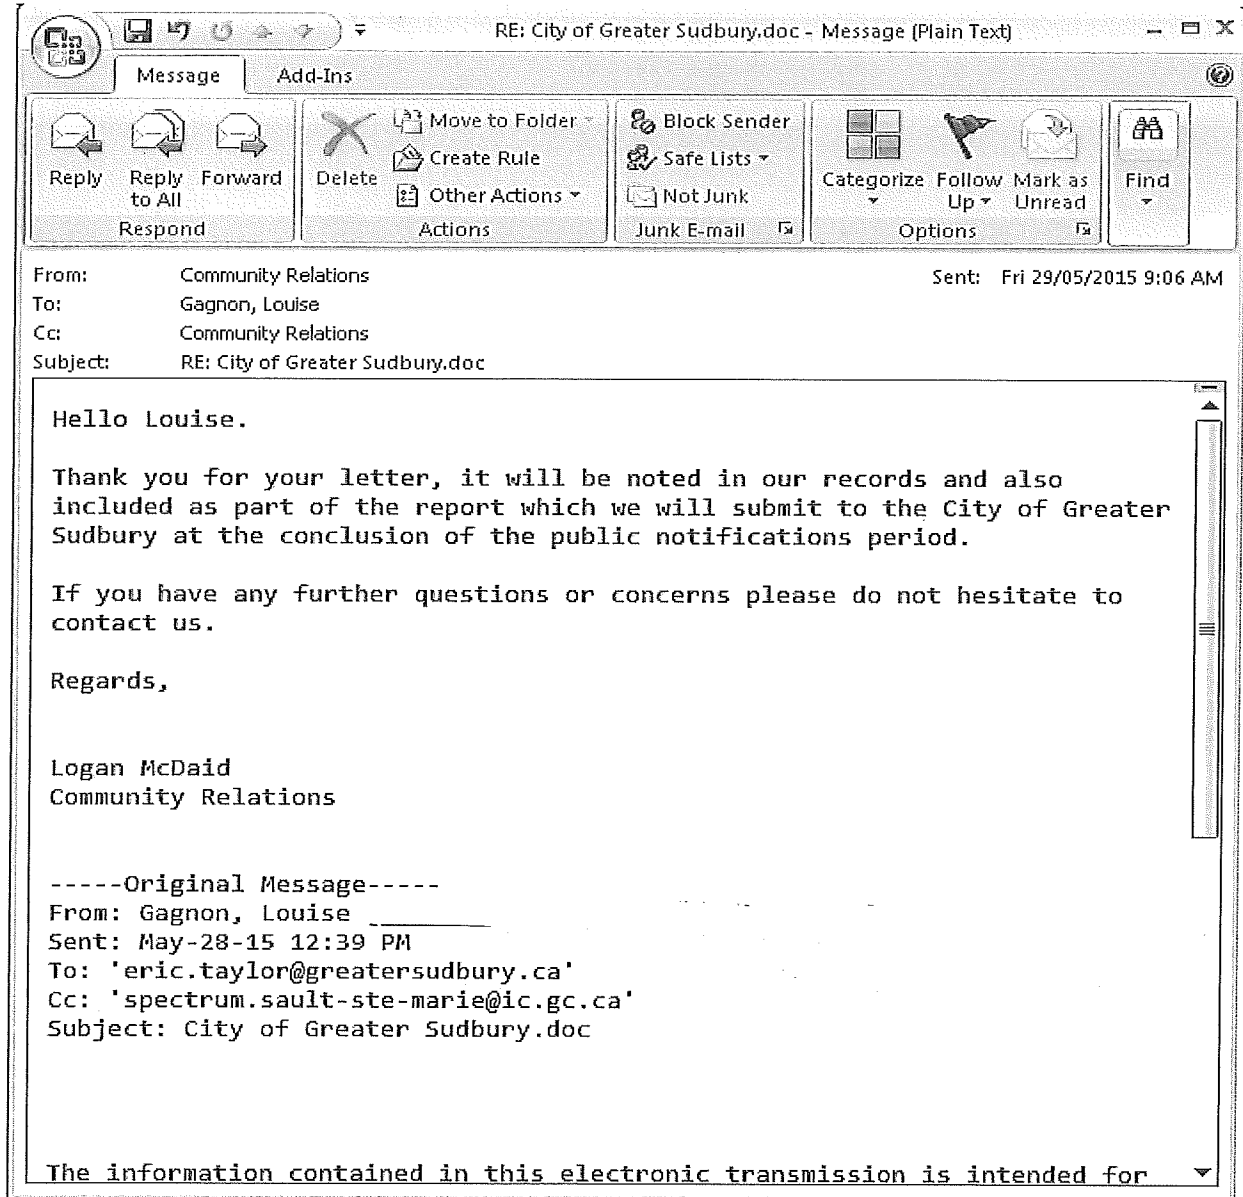 RE: City of Greater Sudbury.doc - Message (Plain Text)
Message Add-Ins
Reply Reply to All Forward
Respond
Delete Move to Folder
Create Rule
Other Actions
Actions
Block Sender
Safe Lists
Not Junk
Junk E-mail
Categorize Follow Up Mark as Unread
Options
Find
From: Community Relations Sent: Fri 29/05/2015 9:06 AM
To: Gagnon, Louise
Cc: Community Relations
Subject: RE: City of Greater Sudbury.doc
Hello Louise.
Thank you for your letter, it will be noted in our records and also
included as part of the report which we will submit to the City of Greater
Sudbury at the conclusion of the public notifications period.
If you have any further questions or concerns please do not hesitate to
contact us.
Regards,
Logan McDaid
Community Relations
-----Original Message-----
From: Gagnon, Louise
Sent: May-28-15 12:39 PM
To: 'eric.taylor@greatersudbury.ca'
Cc: 'spectrum.sault-ste-marie@ic.gc.ca'
Subject: City of Greater Sudbury.doc
The information contained in this electronic transmission is intended for